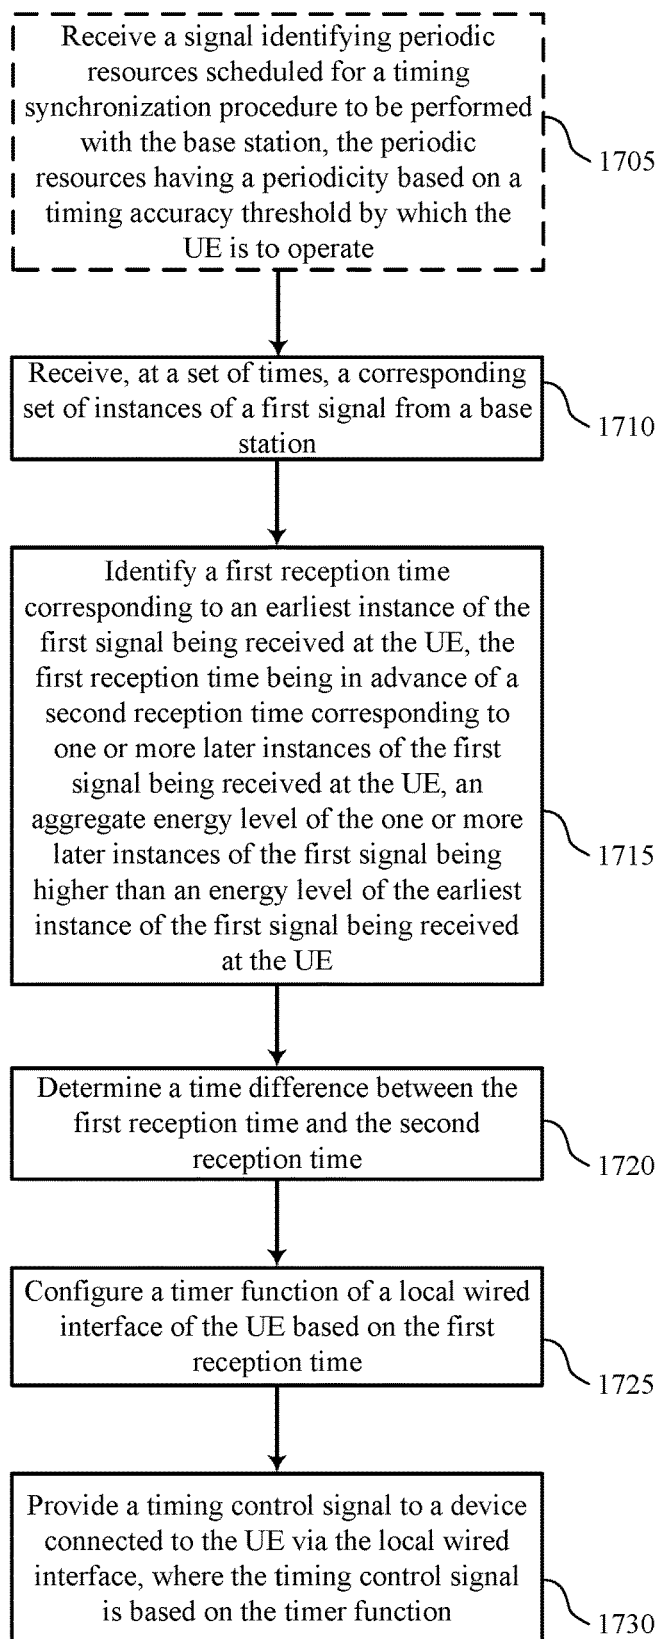 Receive a signal identifying periodic
resources scheduled for a timing
synchronization procedure to be performed
with the base station, the periodic
resources having a periodicity based on a
timing accuracy threshold by which the
UE is to operate
1705
Receive, at a set of times, a corresponding
set of instances of a first signal from a base
station
1710
Identify a first reception time
corresponding to an earliest instance of the
first signal being received at the UE, the
first reception time being in advance of a
second reception time corresponding to
one or more later instances of the first
signal being received at the UE, an
aggregate energy level of the one or more
later instances of the first signal being
higher than an energy level of the earliest
instance of the first signal being received
at the UE
1715
Determine a time difference between the
first reception time and the second
reception time
1720
Configure a timer function of a local wired
interface of the UE based on the first
reception time
1725
Provide a timing control signal to a device
connected to the UE via the local wired
interface, where the timing control signal
is based on the timer function
1730